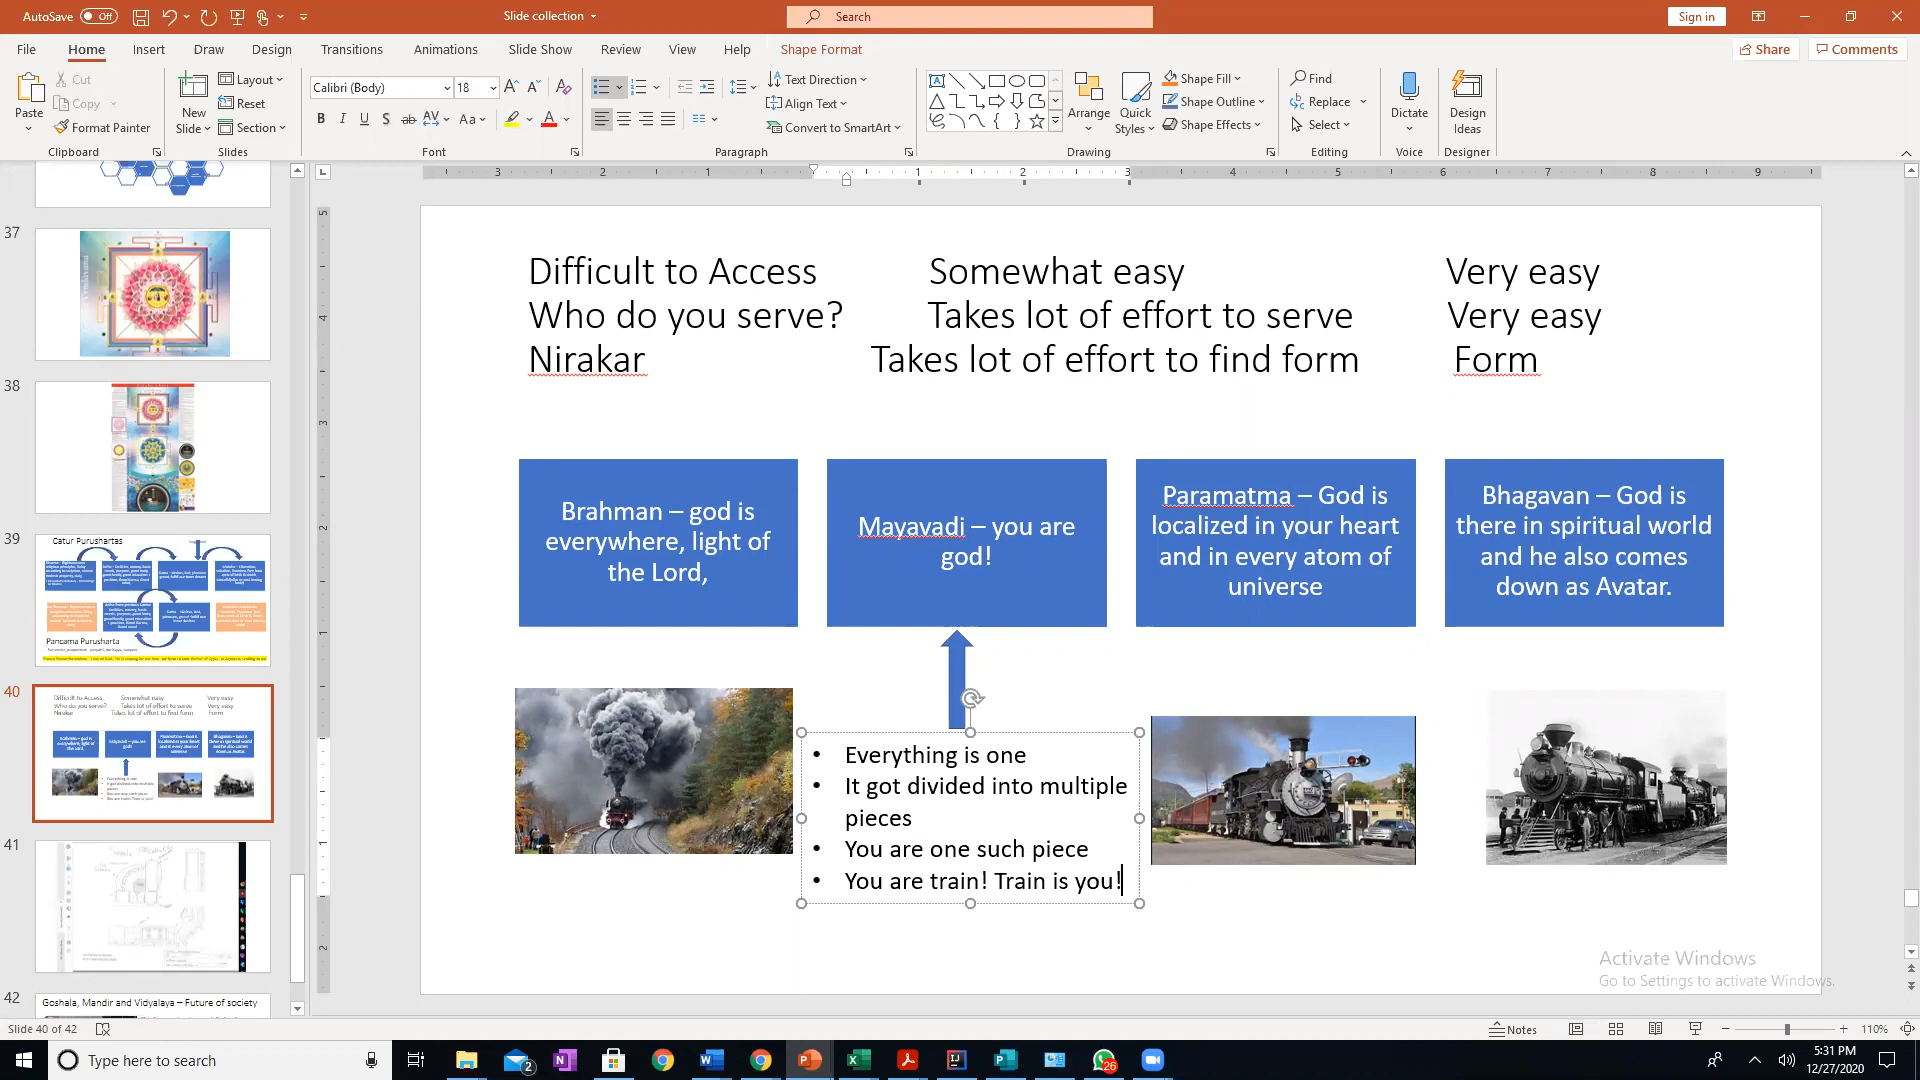 AutoSave Off
Slide collection
Search
Sign in
File Home Insert Draw Design Transitions Animations Slide Show Review View Help Shape Format
Share Comments
Paste
Cut
Copy
Format Painter
Clipboard
New Slide
Layout
Reset
Section
Slides
Calibri (Body) 18
Font
Text Direction
Align Text
Convert to SmartArt
Paragraph
Arrange
Quick Styles
Shape Fill
Shape Outline
Shape Effects
Drawing
Find
Replace
Select
Editing
Dictate
Voice
Design Ideas
Designer
37
38
39
Catur Purushartas
Pancama Purusharta
40
41
42
Goshala, Mandir and Vidyalaya – Future of society
Difficult to Access Somewhat easy Very easy
Who do you serve? Takes lot of effort to serve Very easy
Nirakar Takes lot of effort to find form Form
Brahman – god is
everywhere, light of
the Lord,
Mayavadi – you are
god!
Paramatma – God is
localized in your heart
and in every atom of
universe
Bhagavan – God is
there in spiritual world
and he also comes
down as Avatar.
• Everything is one
• It got divided into multiple
pieces
• You are one such piece
• You are train! Train is you!
Activate Windows
Go to Settings to activate Windows.
Slide 40 of 42
Notes
110%
Type here to search
2
26
5:31 PM
12/27/2020